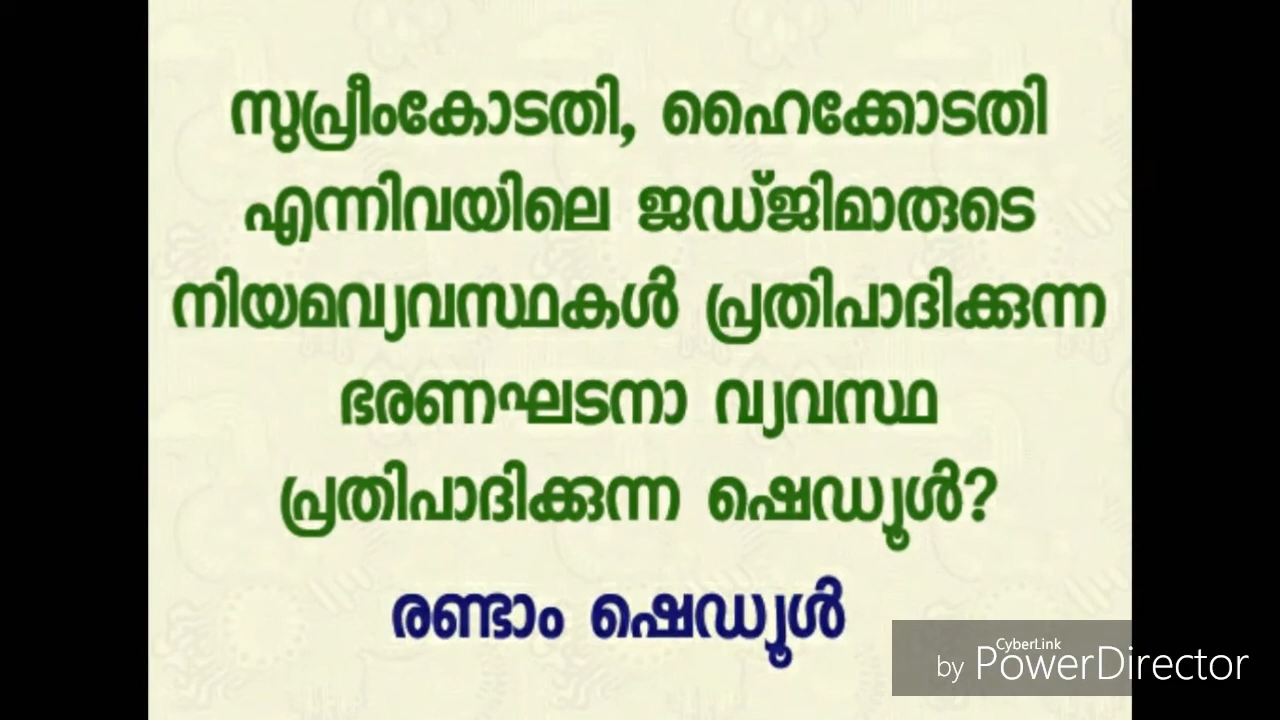 സുപ്രീംകോടതി, ഹൈക്കോടതി
എന്നിവയിലെ ജഡ്ജിമാരുടെ
നിയമവ്യവസ്ഥകൾ പ്രതിപാദിക്കുന്ന
ഭരണഘടനാ വ്യവസ്ഥ
പ്രതിപാദിക്കുന്ന ഷെഡ്യൂൾ?
രണ്ടാം ഷെഡ്യൂൾ
CyberLink
by PowerDirector